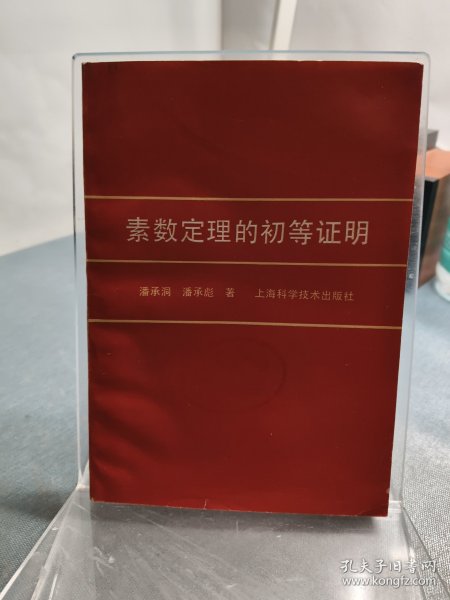 素数定理的初等证明
潘承洞 潘承彪 著 上海科学技术出版社
孔夫子旧书网
www.kongfz.com